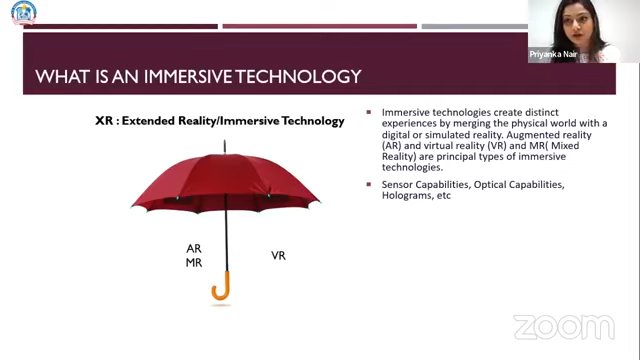 Priyanka Nair
WHAT IS AN IMMERSIVE TECHNOLOGY
XR : Extended Reality/Immersive Technology
AR
MR
VR
Immersive technologies create distinct
experiences by merging the physical world with a
digital or simulated reality. Augmented reality
(AR) and virtual reality (VR) and MR( Mixed
Reality) are principal types of immersive
technologies.
Sensor Capabilities, Optical Capabilities,
Holograms, etc
zoom